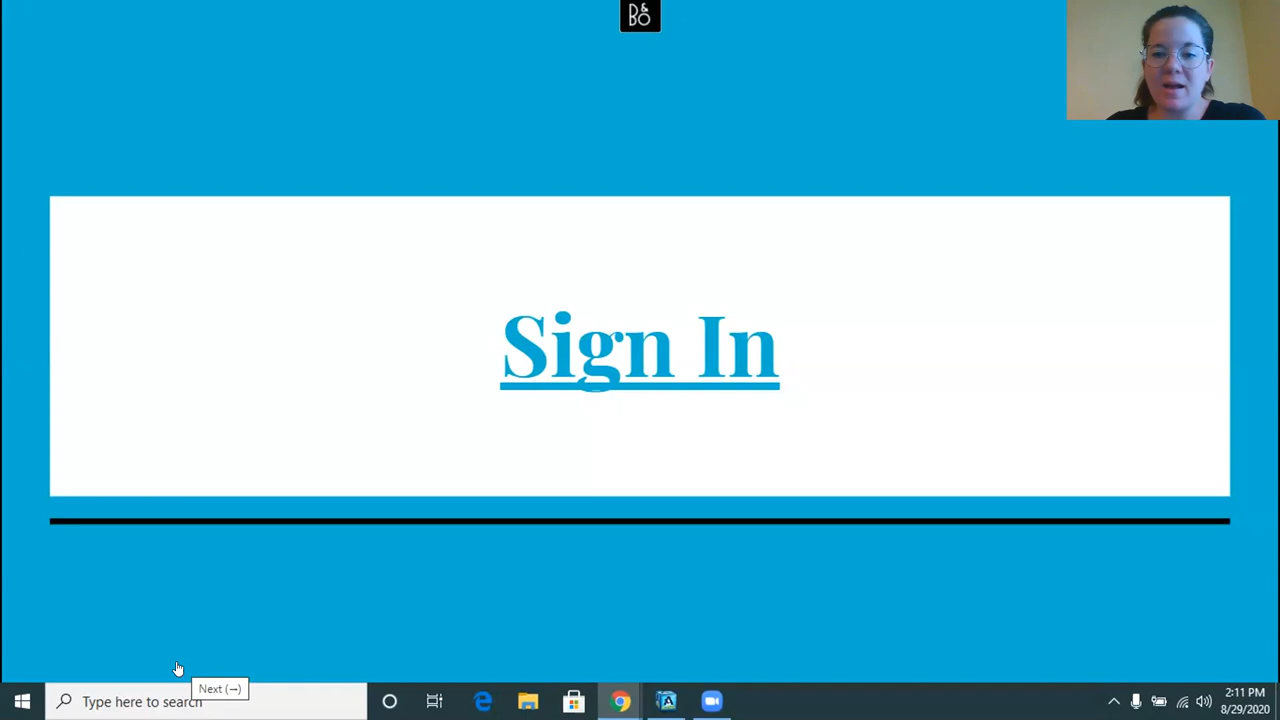 B&O
Sign In
Next (→)
Type here to search
A
2:11 PM
8/29/2020